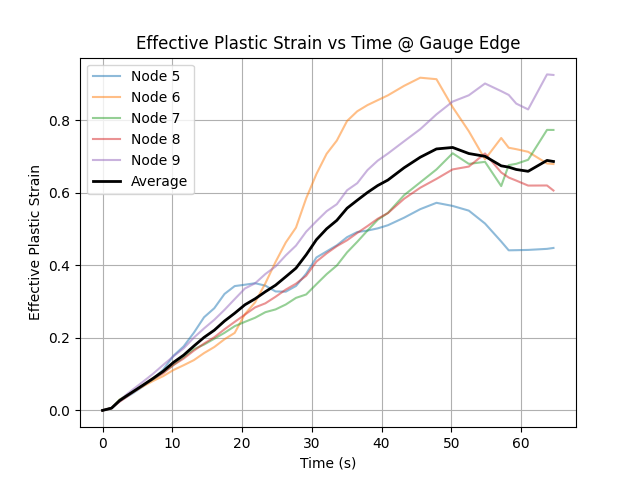 Effective Plastic Strain vs Time @ Gauge Edge
Node 5
Node 6
Node 7
Node 8
Node 9
Average
Effective Plastic Strain
0.8
0.6
0.4
0.2
0.0
0 10 20 30 40 50 60
Time (s)